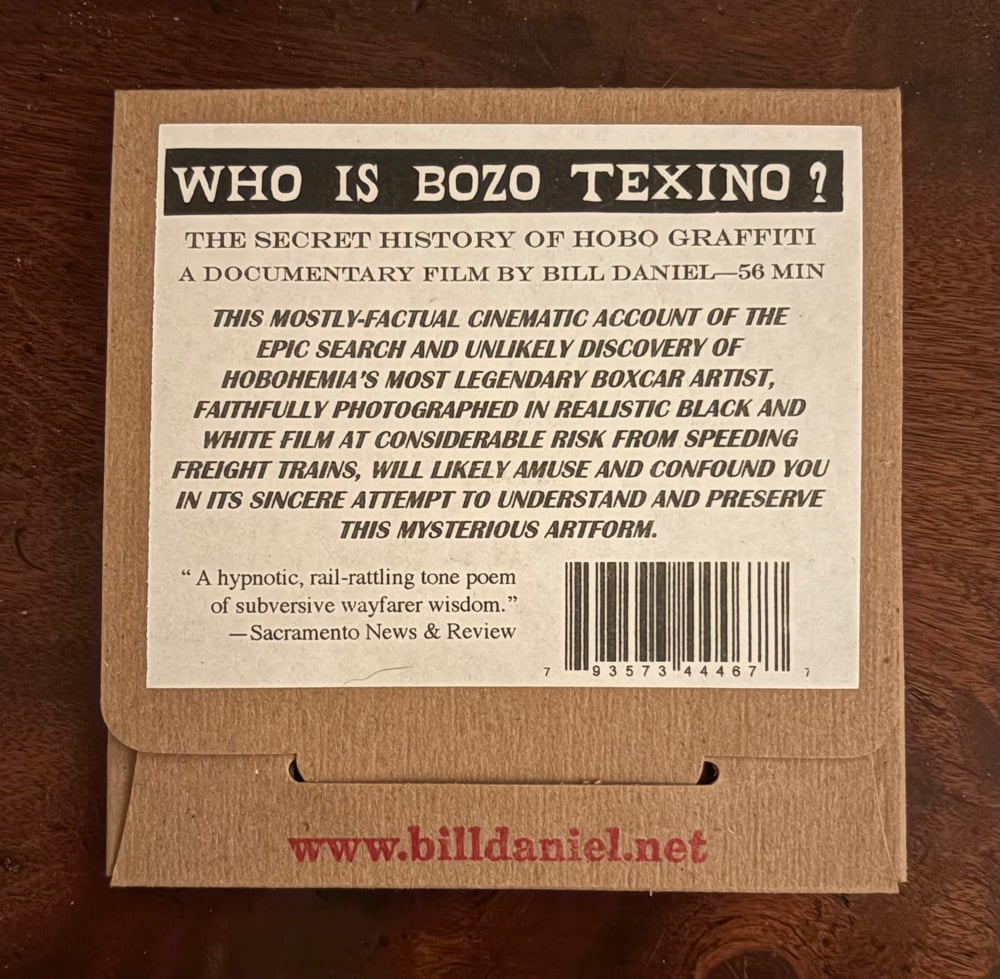 WHO IS BOZO TEXINO?
THE SECRET HISTORY OF HOBO GRAFFITI
A DOCUMENTARY FILM BY BILL DANIEL—56 MIN
THIS MOSTLY-FACTUAL CINEMATIC ACCOUNT OF THE
EPIC SEARCH AND UNLIKELY DISCOVERY OF
HOBOHEMIA'S MOST LEGENDARY BOXCAR ARTIST,
FAITHFULLY PHOTOGRAPHED IN REALISTIC BLACK AND
WHITE FILM AT CONSIDERABLE RISK FROM SPEEDING
FREIGHT TRAINS, WILL LIKELY AMUSE AND CONFOUND YOU
IN ITS SINCERE ATTEMPT TO UNDERSTAND AND PRESERVE
THIS MYSTERIOUS ARTFORM.
“ A hypnotic, rail-rattling tone poem
of subversive wayfarer wisdom.”
—Sacramento News & Review
7 93573 44467 7
www.billdaniel.net